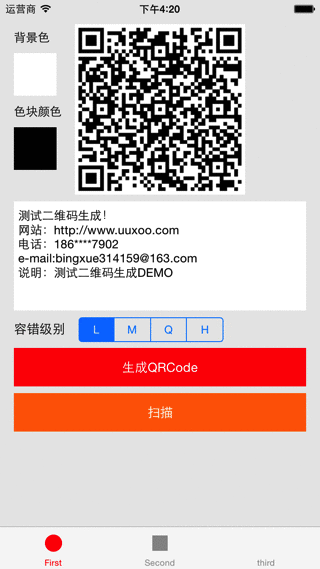 运营商 下午4:20
背景色
色块颜色
测试二维码生成！
网站：http://www.uuxoo.com
电话：186****7902
e-mail:bingxue314159@163.com
说明：测试二维码生成DEMO
容错级别 L M Q H
生成QRCode
扫描
First Second third